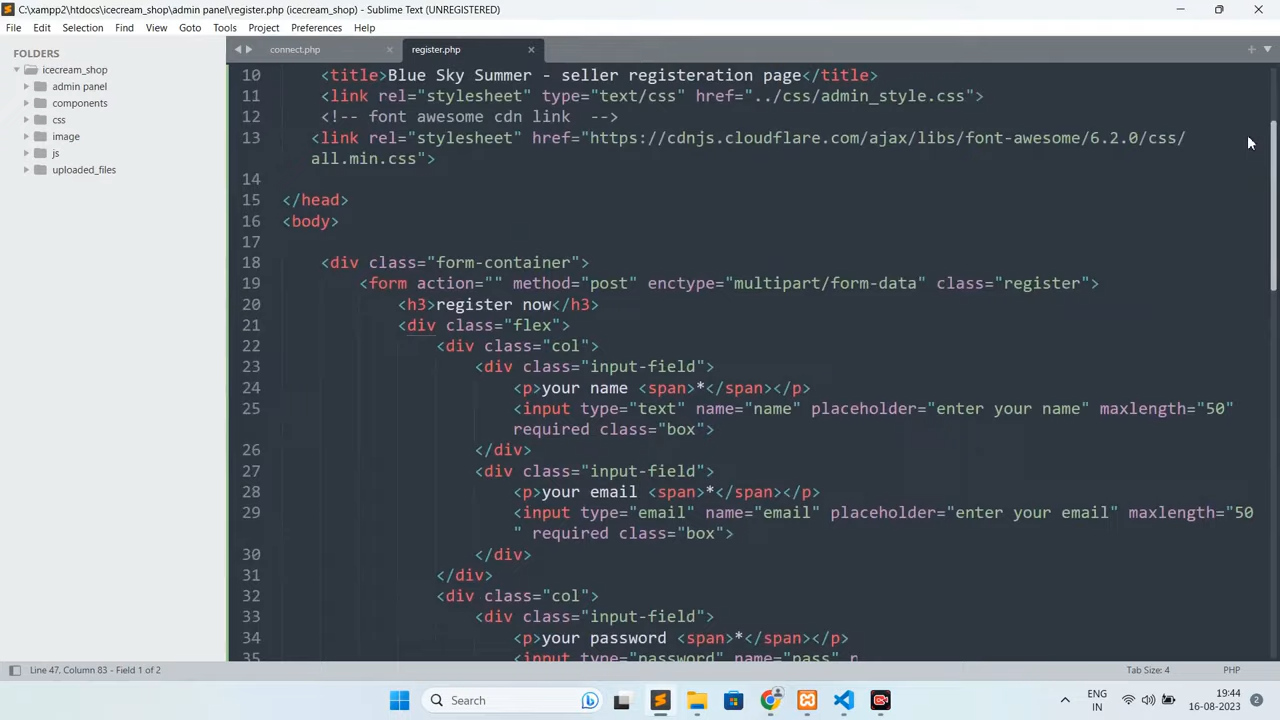 C:\xampp2\htdocs\icecream_shop\admin panel\register.php (icecream_shop) - Sublime Text (UNREGISTERED)
File Edit Selection Find View Goto Tools Project Preferences Help
FOLDERS
icecream_shop
admin panel
components
css
image
js
uploaded_files
connect.php
register.php
10 <title>Blue Sky Summer - seller registeration page</title>
11 <link rel="stylesheet" type="text/css" href="../css/admin_style.css">
12 <!-- font awesome cdn link -->
13 <link rel="stylesheet" href="https://cdnjs.cloudflare.com/ajax/libs/font-awesome/6.2.0/css/
all.min.css">
14
15 </head>
16 <body>
17
18 <div class="form-container">
19 <form action="" method="post" enctype="multipart/form-data" class="register">
20 <h3>register now</h3>
21 <div class="flex">
22 <div class="col">
23 <div class="input-field">
24 <p>your name <span>*</span></p>
25 <input type="text" name="name" placeholder="enter your name" maxlength="50"
required class="box">
26 </div>
27 <div class="input-field">
28 <p>your email <span>*</span></p>
29 <input type="email" name="email" placeholder="enter your email" maxlength="50
" required class="box">
30 </div>
31 </div>
32 <div class="col">
33 <div class="input-field">
34 <p>your password <span>*</span></p>
35 <input type="password" name="pass"
Line 47, Column 83 - Field 1 of 2
Tab Size: 4
PHP
Search
ENG
IN
19:44
16-08-2023
2